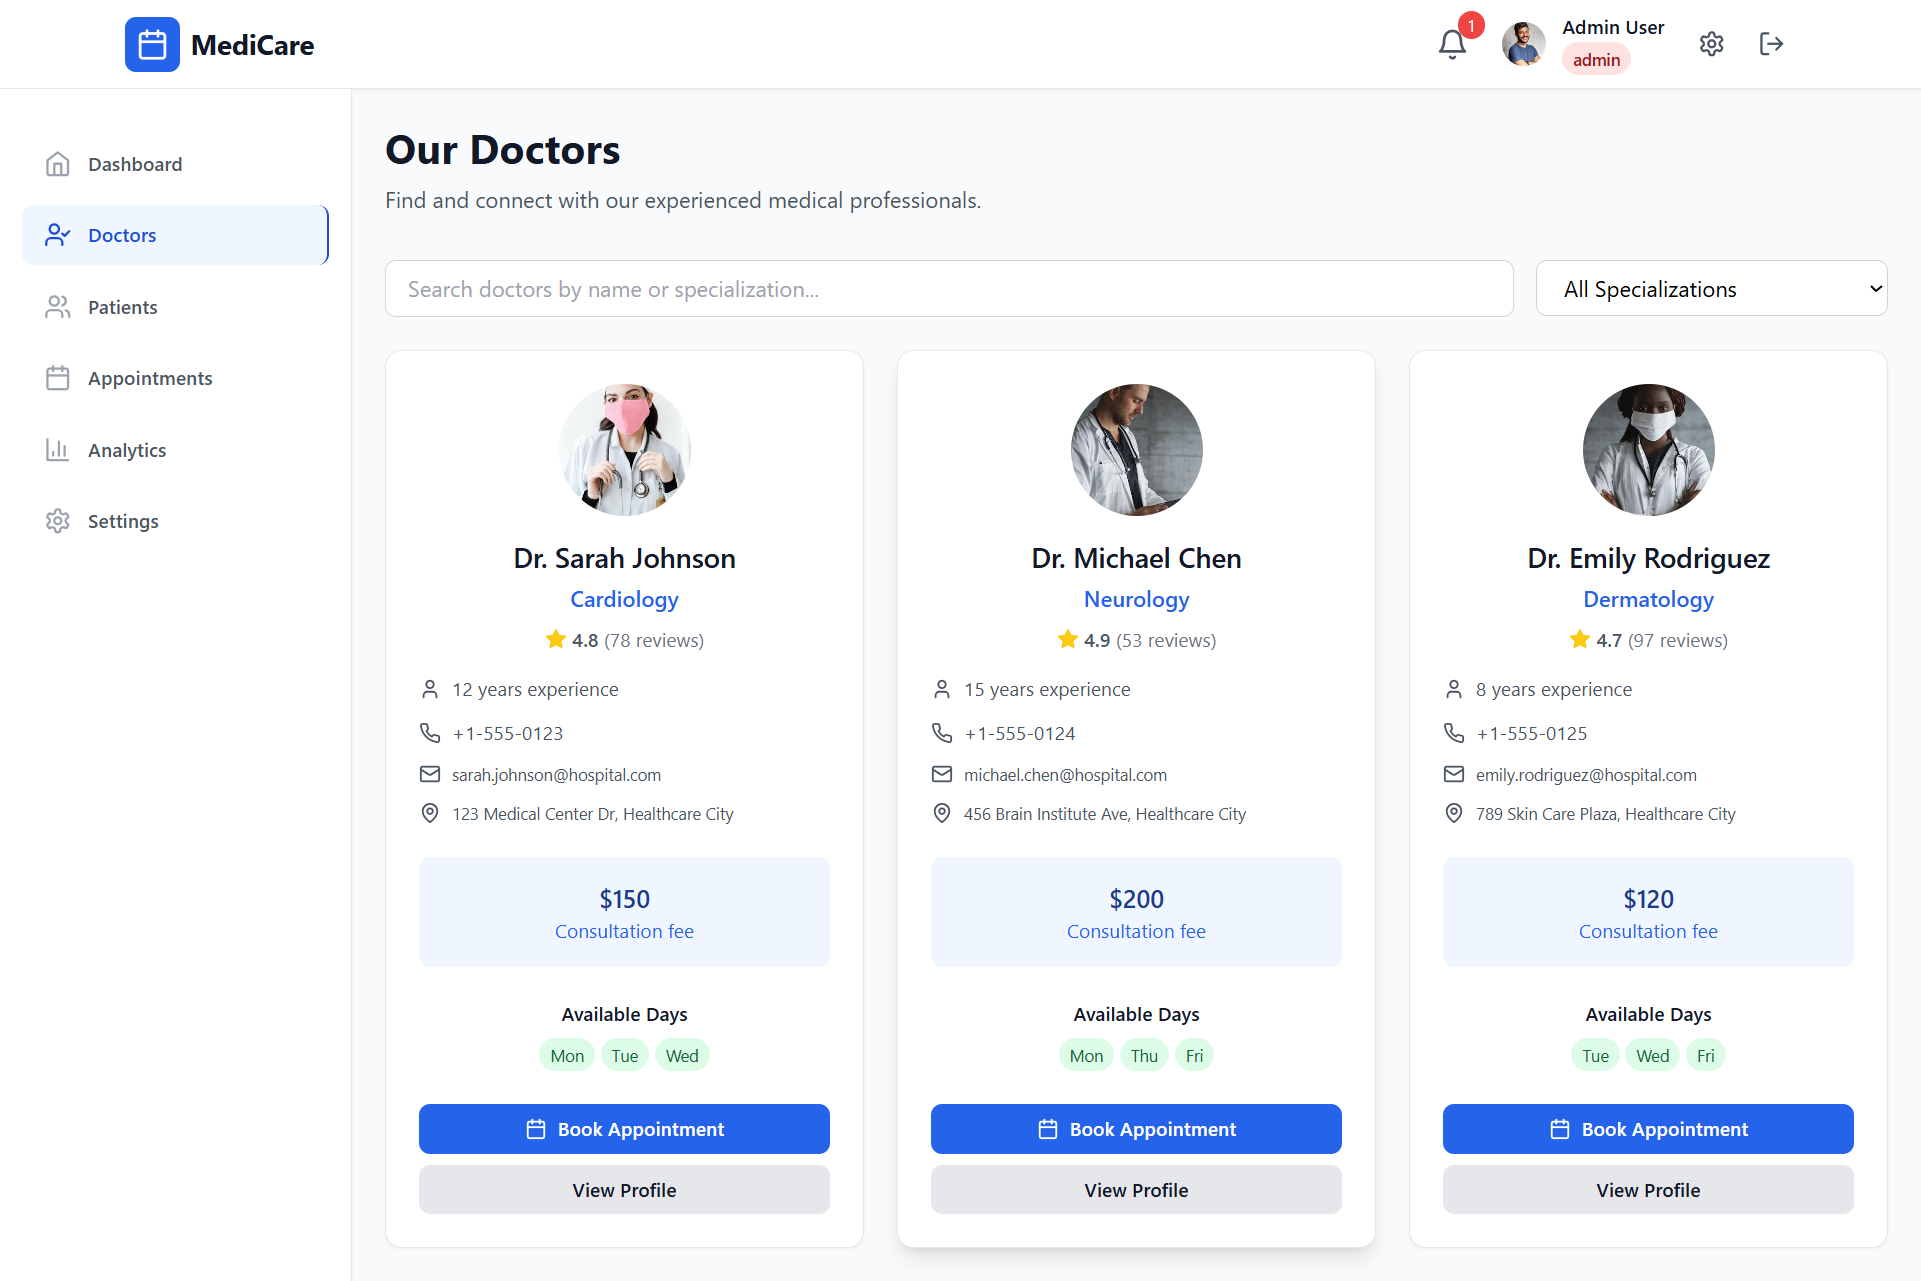 MediCare
1
Admin User
admin
Dashboard
Doctors
Patients
Appointments
Analytics
Settings
Our Doctors
Find and connect with our experienced medical professionals.
Search doctors by name or specialization...
All Specializations
Dr. Sarah Johnson
Cardiology
4.8 (78 reviews)
12 years experience
+1-555-0123
sarah.johnson@hospital.com
123 Medical Center Dr, Healthcare City
$150
Consultation fee
Available Days
Mon Tue Wed
Book Appointment
View Profile
Dr. Michael Chen
Neurology
4.9 (53 reviews)
15 years experience
+1-555-0124
michael.chen@hospital.com
456 Brain Institute Ave, Healthcare City
$200
Consultation fee
Available Days
Mon Thu Fri
Book Appointment
View Profile
Dr. Emily Rodriguez
Dermatology
4.7 (97 reviews)
8 years experience
+1-555-0125
emily.rodriguez@hospital.com
789 Skin Care Plaza, Healthcare City
$120
Consultation fee
Available Days
Tue Wed Fri
Book Appointment
View Profile